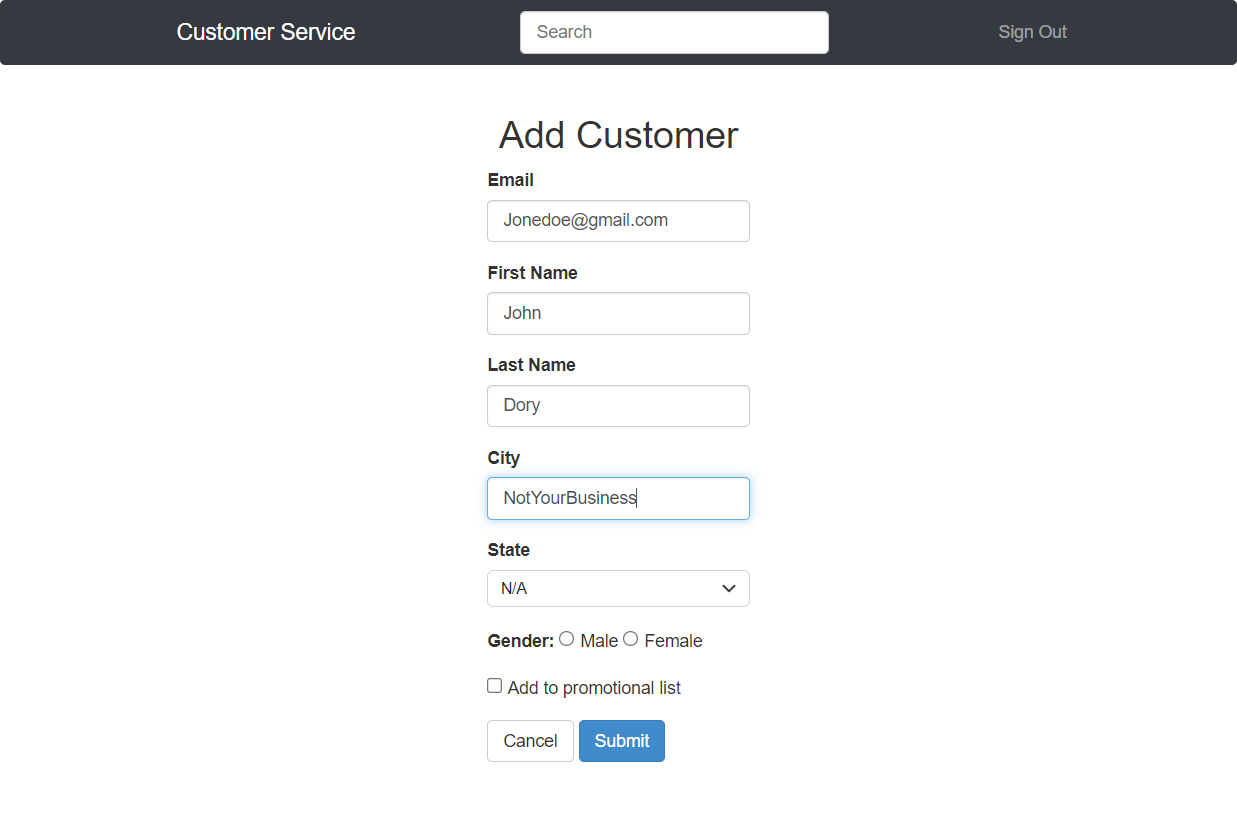 Customer Service Search Sign Out
Add Customer
Email
Jonedoe@gmail.com
First Name
John
Last Name
Dory
City
NotYourBusiness
State
N/A
Gender: Male Female
Add to promotional list
Cancel Submit